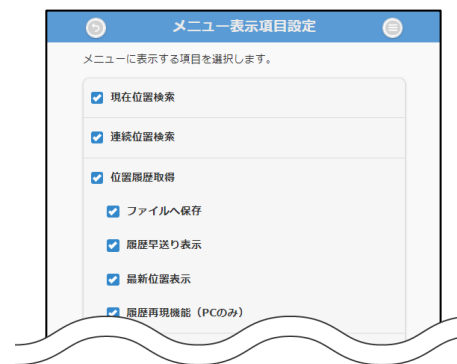 メニュー表示項目設定
メニューに表示する項目を選択します。
現在位置検索
連続位置検索
位置履歴取得
ファイルへ保存
履歴早送り表示
最新位置表示
履歴再現機能（PCのみ）